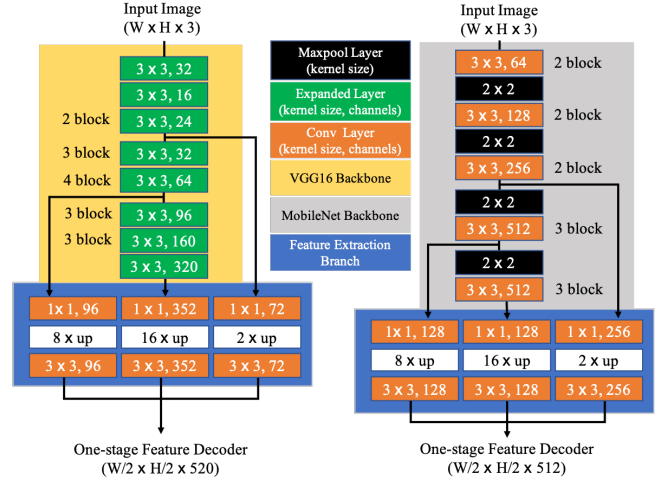 Input Image
(W x H x 3)
3 x 3, 32
3 x 3, 16
2 block
3 x 3, 24
3 block
3 x 3, 32
4 block
3 x 3, 64
3 block
3 x 3, 96
3 block
3 x 3, 160
3 x 3, 320
1x 1, 96
1 x 1, 352
1 x 1, 72
8 x up
16 x up
2 x up
3 x 3, 96
3 x 3, 352
3 x 3, 72
One-stage Feature Decoder
(W/2 x H/2 x 520)
Maxpool Layer
(kernel size)
Expanded Layer
(kernel size, channels)
Conv Layer
(kernel size, channels)
VGG16 Backbone
MobileNet Backbone
Feature Extraction
Branch
Input Image
(W x H x 3)
3 x 3, 64
2 block
2 x 2
3 x 3, 128
2 block
2 x 2
3 x 3, 256
2 block
2 x 2
3 x 3, 512
3 block
2 x 2
3 x 3, 512
3 block
1x 1, 128
1 x 1, 128
1 x 1, 256
8 x up
16 x up
2 x up
3 x 3, 128
3 x 3, 128
3 x 3, 256
One-stage Feature Decoder
(W/2 x H/2 x 512)